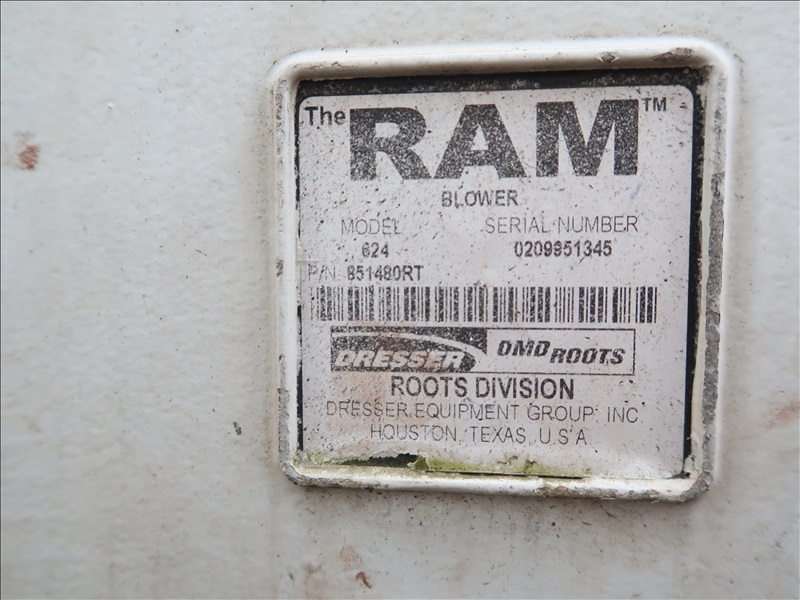 The RAM™
BLOWER
MODEL SERIAL NUMBER
624 0209951345
P/N 851480RT
DRESSER DMD ROOTS
ROOTS DIVISION
DRESSER EQUIPMENT GROUP, INC
HOUSTON, TEXAS, U.S.A